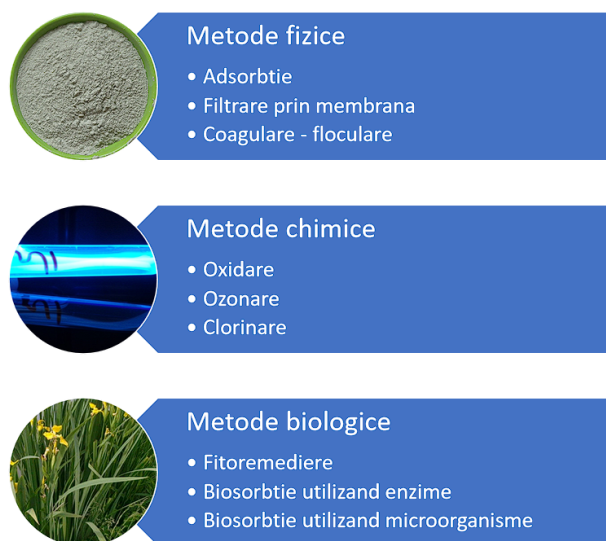 Metode fizice
• Adsorbtie
• Filtrare prin membrana
• Coagulare - floculare
Metode chimice
• Oxidare
• Ozonare
• Clorinare
Metode biologice
• Fitoremediere
• Biosorbtie utilizand enzime
• Biosorbtie utilizand microorganisme